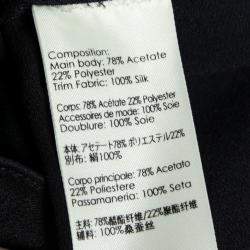 Composition:
Main body: 78% Acetate
22% Polyester
Trim Fabric: 100% Silk
Corps: 78% Acétate 22% Polyester
Accessoires de mode: 100% Soie
Doublure: 100% Soie
本体: アセテート78% ポリエステル22%
別布: 絹100%
Corpo principale: 78% Acetato
22% Poliestere
Passamaneria: 100% Seta
主料: 78%醋酯纤维/22%聚酯纤维
辅料: 100% 桑蚕丝